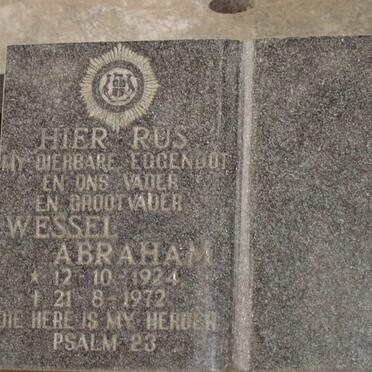 HIER RUS
MY DIERBARE EGGENOOT
EN ONS VADER
EN GROOTVADER
WESSEL
ABRAHAM
* 12-10-1924
† 21-8-1972
DIE HERE IS MY HERDER
PSALM 23